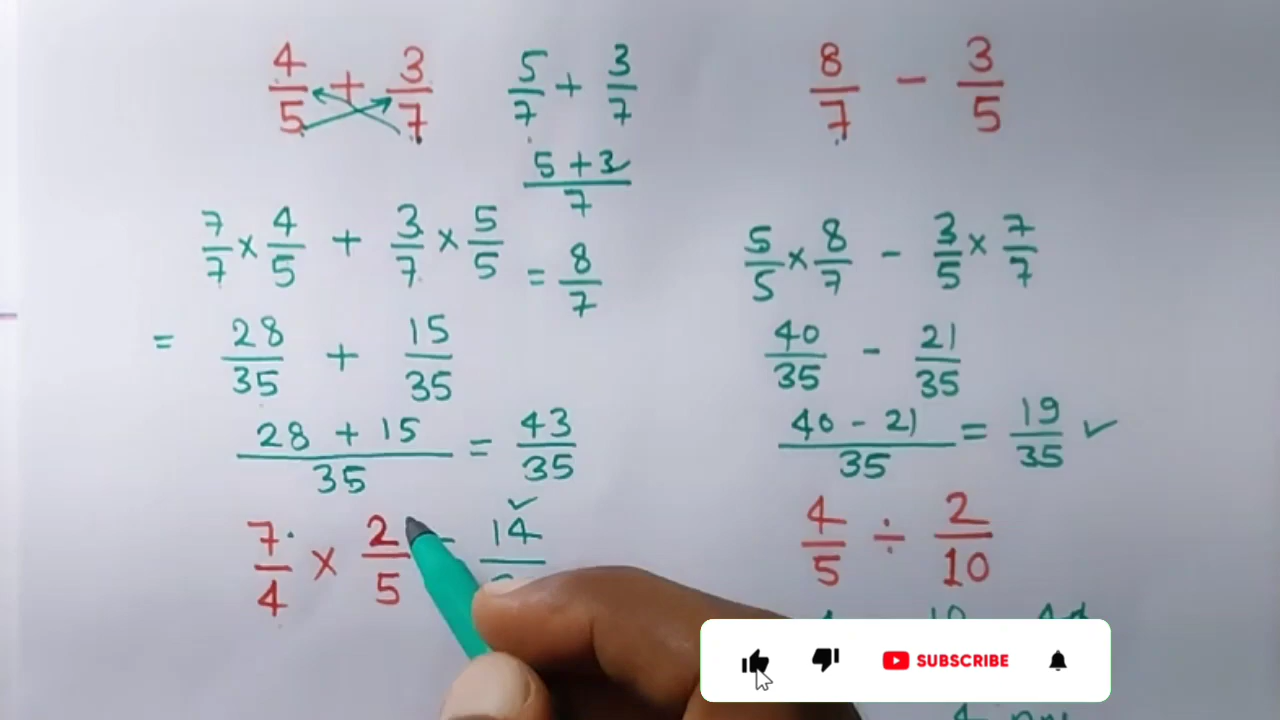 4/5 + 3/7
5/7 + 3/7
5 + 3/7
= 8/7
7/7 × 4/5 + 3/7 × 5/5
= 28/35 + 15/35
28 + 15/35 = 43/35
7/4 × 2/5 = 14
8/7 - 3/5
5/5 × 8/7 - 3/5 × 7/7
40/35 - 21/35
40 - 21/35 = 19/35 ✓
4/5 ÷ 2/10
SUBSCRIBE